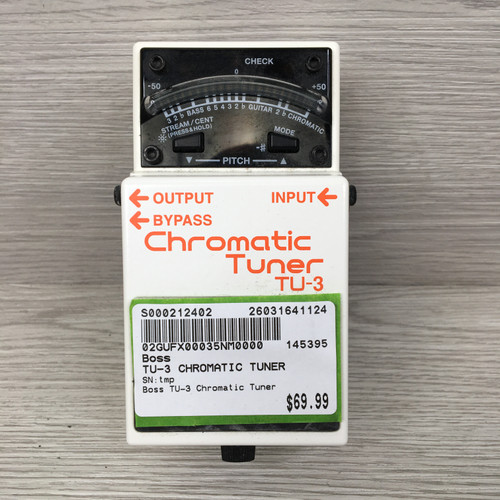 CHECK
-50 0 +50
3 2 b BASS 6 5 4 3 2 b GUITAR 2 b CHROMATIC
STREAM/CENT
(PRESS&HOLD)
MODE
▼ PITCH ▲
← OUTPUT INPUT ←
← BYPASS
Chromatic
Tuner
TU-3
S000212402 26031641124
02GUFX00035NM0000 145395
Boss
TU-3 CHROMATIC TUNER
SN:tmp
Boss TU-3 Chromatic Tuner
$69.99